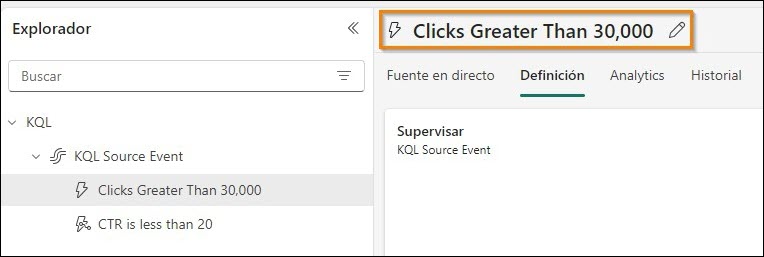 Explorador
Buscar
KQL
KQL Source Event
Clicks Greater Than 30,000
CTR is less than 20
Clicks Greater Than 30,000
Fuente en directo Definición Analytics Historial
Supervisar
KQL Source Event